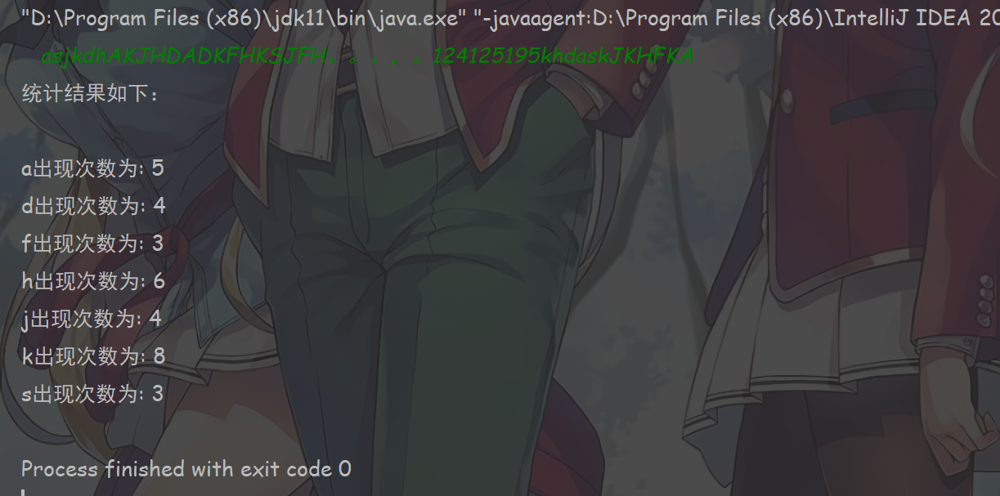 "D:\Program Files (x86)\jdk11\bin\java.exe" "-javaagent:D:\Program Files (x86)\IntelliJ IDEA 20
asjkdhAKJHDADKFHKSJFH，。，，。124125195khdaskJKHFKA
统计结果如下：
a出现次数为: 5
d出现次数为: 4
f出现次数为: 3
h出现次数为: 6
j出现次数为: 4
k出现次数为: 8
s出现次数为: 3
Process finished with exit code 0